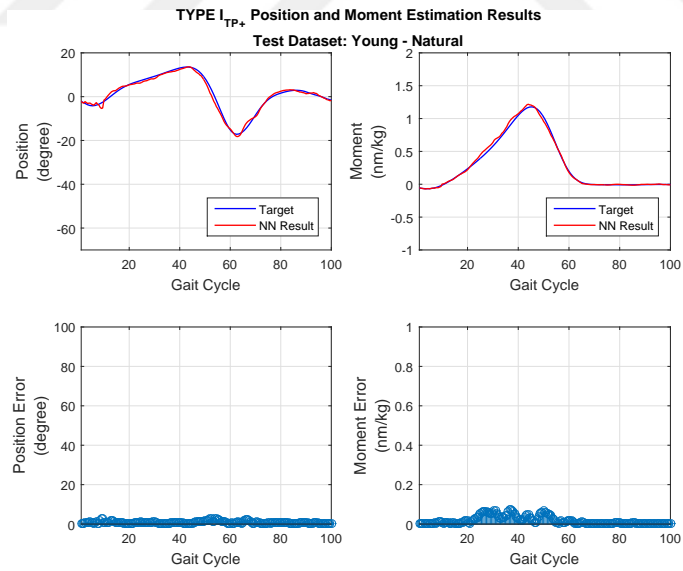 TYPE I_TP+ Position and Moment Estimation Results
Test Dataset: Young - Natural
20
0
-20
-40
-60
Position
(degree)
Target
NN Result
20 40 60 80 100
Gait Cycle
2
1.5
1
0.5
0
-0.5
-1
Moment
(nm/kg)
Target
NN Result
20 40 60 80 100
Gait Cycle
100
80
60
40
20
0
Position Error
(degree)
20 40 60 80 100
Gait Cycle
1
0.8
0.6
0.4
0.2
0
Moment Error
(nm/kg)
20 40 60 80 100
Gait Cycle